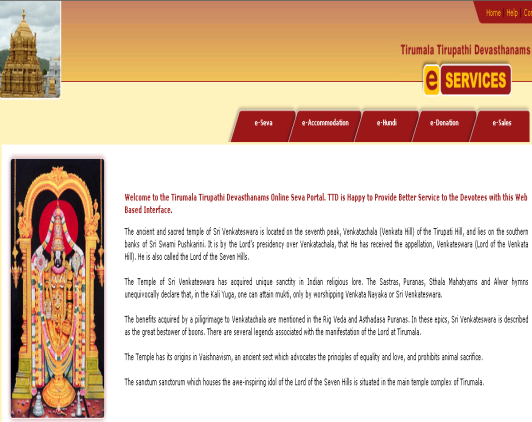 Home | Help |
Tirumala Tirupathi Devasthanams
e SERVICES
e-Seva e-Accommodation e-Hundi e-Donation e-Sales
Welcome to the Tirumala Tirupathi Devasthanams Online Seva Portal. TTD is Happy to Provide Better Service to the Devotees with this Web
Based Interface.
The ancient and sacred temple of Sri Venkateswara is located on the seventh peak, Venkatachala (Venkata Hill) of the Tirupati Hill, and lies on the southern
banks of Sri Swami Pushkarini. It is by the Lord's presidency over Venkatachala, that He has received the appellation, Venkateswara (Lord of the Venkata
Hill). He is also called the Lord of the Seven Hills.
The Temple of Sri Venkateswara has acquired unique sanctity in Indian religious lore. The Sastras, Puranas, Sthala Mahatyams and Alwar hymns
unequivocally declare that, in the Kali Yuga, one can attain mukti, only by worshipping Venkata Nayaka or Sri Venkateswara.
The benefits acquired by a piligrimage to Venkatachala are mentioned in the Rig Veda and Asthadasa Puranas. In these epics, Sri Venkateswara is described
as the great bestower of boons. There are several legends associated with the manifestation of the Lord at Tirumala.
The Temple has its origins in Vaishnavism, an ancient sect which advocates the principles of equality and love, and prohibits animal sacrifice.
The sanctum sanctorum which houses the awe-inspiring idol of the Lord of the Seven Hills is situated in the main temple complex of Tirumala.